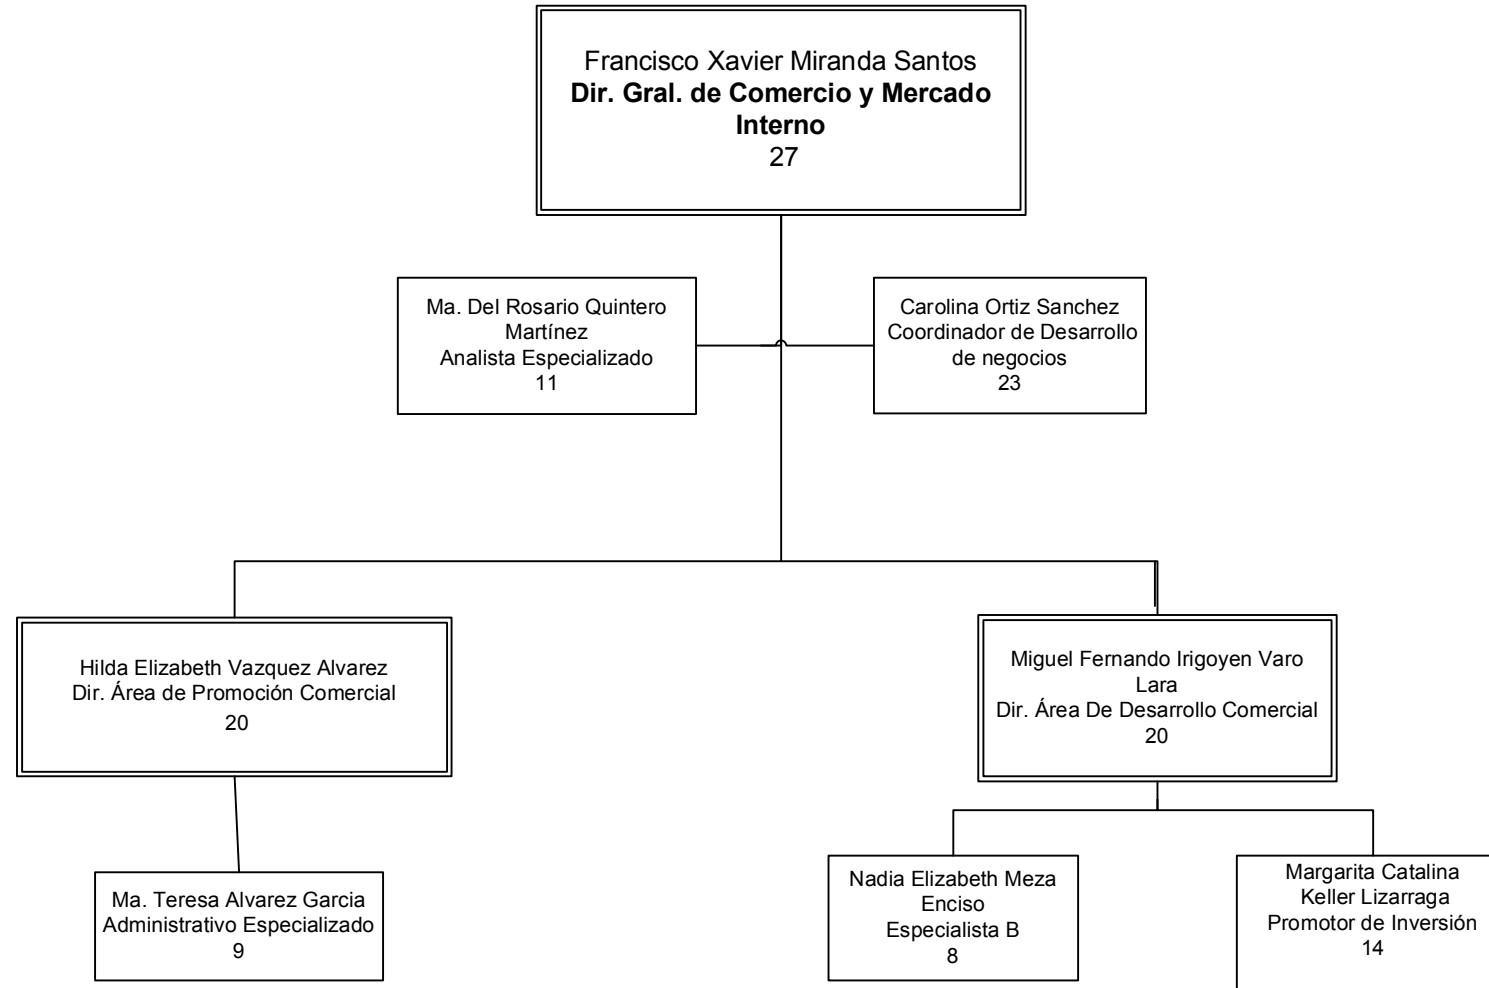 Francisco Xavier Miranda Santos
Dir. Gral. de Comercio y Mercado
Interno
27
Ma. Del Rosario Quintero
Martínez
Analista Especializado
11
Carolina Ortiz Sanchez
Coordinador de Desarrollo
de negocios
23
Hilda Elizabeth Vazquez Alvarez
Dir. Área de Promoción Comercial
20
Miguel Fernando Irigoyen Varo
Lara
Dir. Área De Desarrollo Comercial
20
Ma. Teresa Alvarez Garcia
Administrativo Especializado
9
Nadia Elizabeth Meza
Enciso
Especialista B
8
Margarita Catalina
Keller Lizarraga
Promotor de Inversión
14